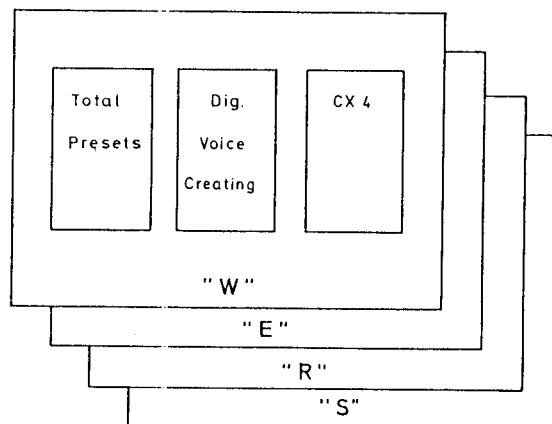 Total
Presets
Dig.
Voice
Creating
CX 4
"W"
"E"
"R"
"S"